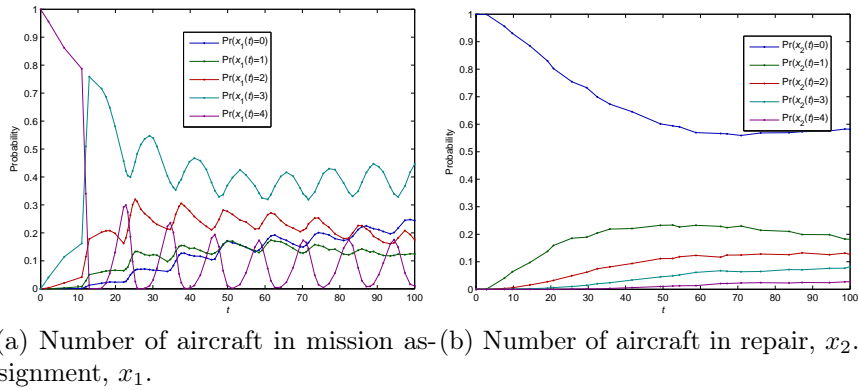 1
0.9
0.8
0.7
0.6
0.5
0.4
0.3
0.2
0.1
0
Probability
0 20 40 60 80 100
t
Pr(x1(t)=0)
Pr(x1(t)=1)
Pr(x1(t)=2)
Pr(x1(t)=3)
Pr(x1(t)=4)
1
0.9
0.8
0.7
0.6
0.5
0.4
0.3
0.2
0.1
0
Probability
0 10 20 30 40 50 60 70 80 90 100
t
Pr(x2(t)=0)
Pr(x2(t)=1)
Pr(x2(t)=2)
Pr(x2(t)=3)
Pr(x2(t)=4)
(a) Number of aircraft in mission as-
signment, x1.
(b) Number of aircraft in repair, x2.